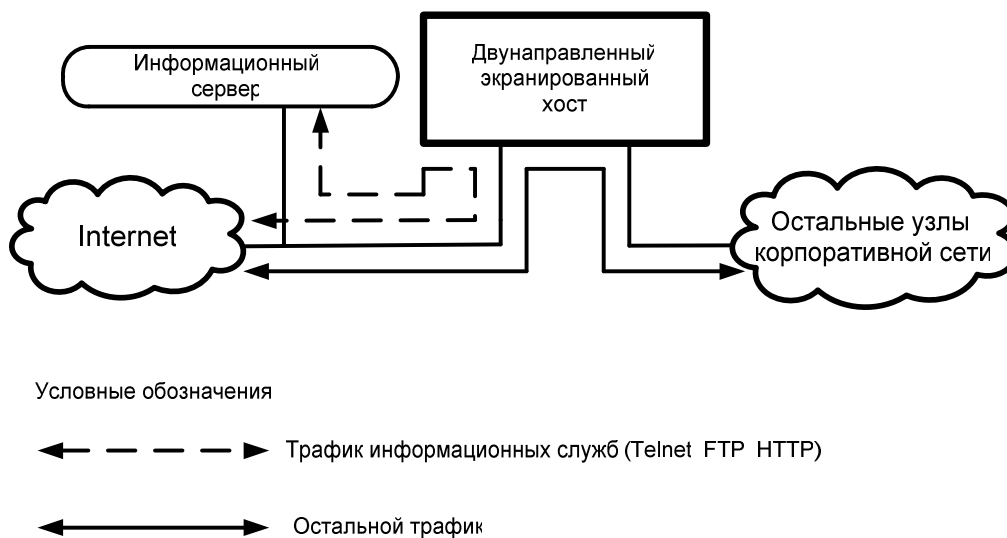 Информационный
сервер
Двунаправленный
экранированный
хост
Internet
Остальные узлы
корпоративной сети
Условные обозначения
Трафик информационных служб (Telnet FTP HTTP)
Остальной трафик